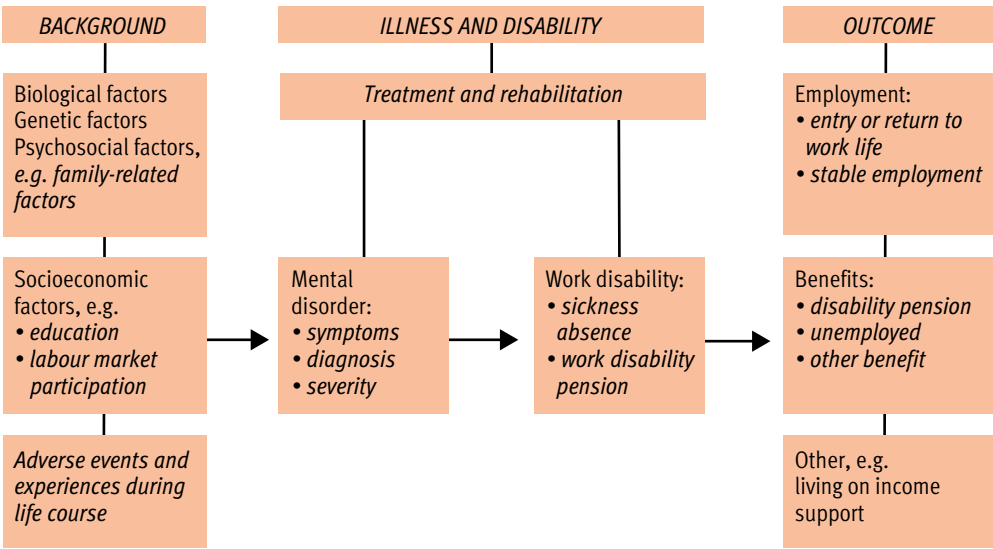 BACKGROUND
Biological factors
Genetic factors
Psychosocial factors,
e.g. family-related
factors
Socioeconomic
factors, e.g.
• education
• labour market
participation
Adverse events and
experiences during
life course
ILLNESS AND DISABILITY
Treatment and rehabilitation
Mental
disorder:
• symptoms
• diagnosis
• severity
Work disability:
• sickness
absence
• work disability
pension
OUTCOME
Employment:
• entry or return to
work life
• stable employment
Benefits:
• disability pension
• unemployed
• other benefit
Other, e.g.
living on income
support